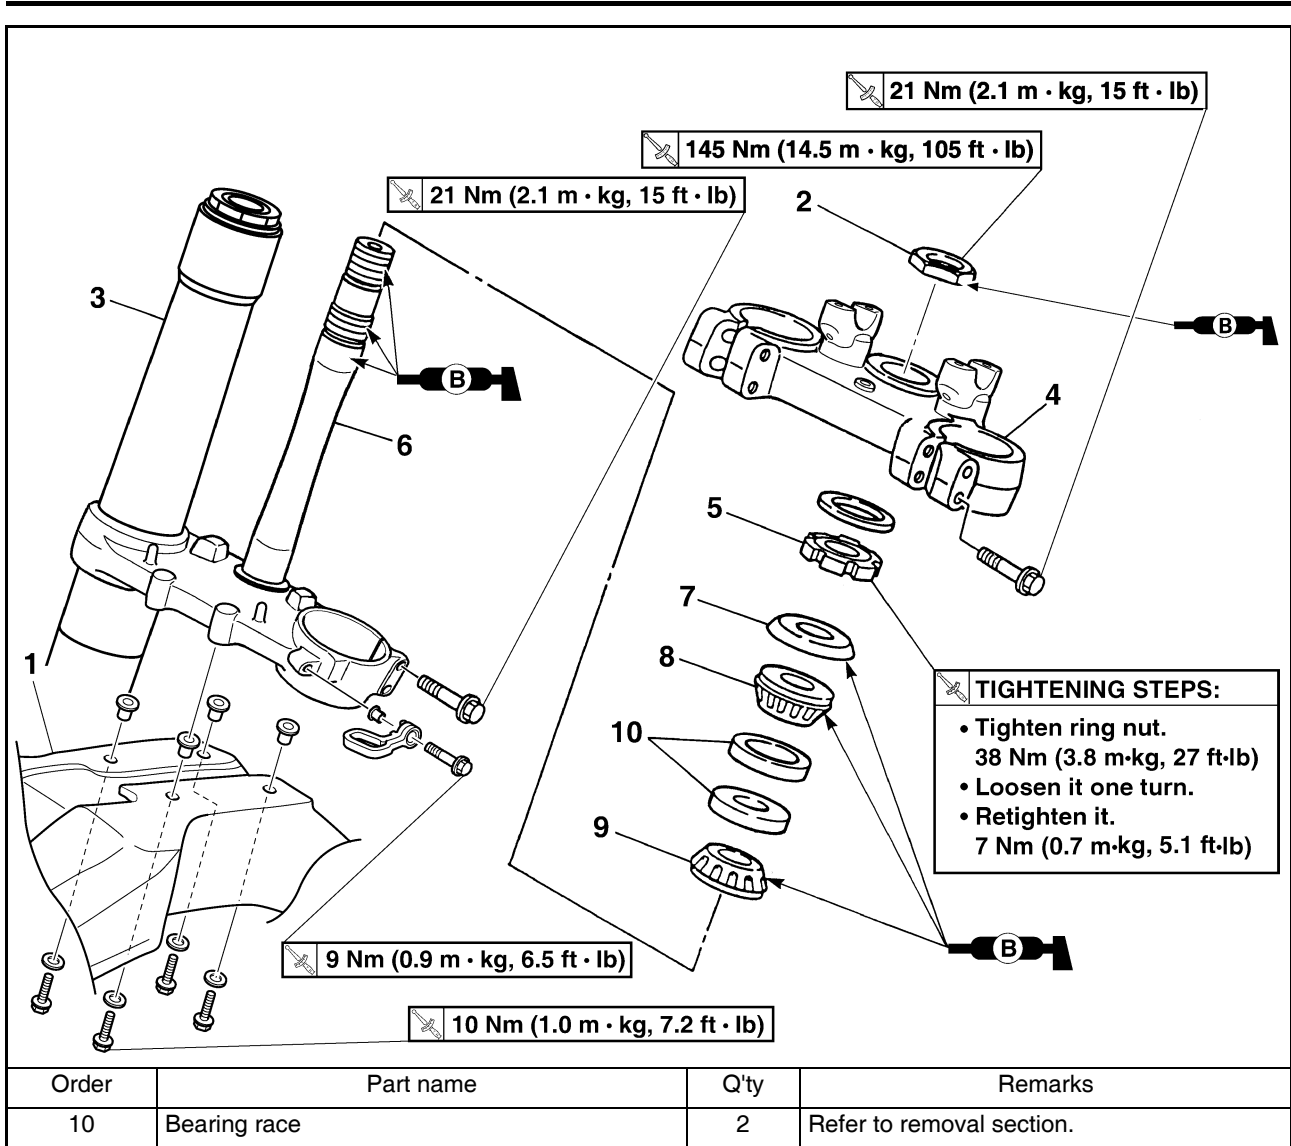 21 Nm (2.1 m · kg, 15 ft · lb)
145 Nm (14.5 m · kg, 105 ft · lb)
21 Nm (2.1 m · kg, 15 ft · lb)
2
3
B
B
4
6
5
7
8
1
TIGHTENING STEPS:
• Tighten ring nut.
38 Nm (3.8 m·kg, 27 ft·lb)
• Loosen it one turn.
• Retighten it.
7 Nm (0.7 m·kg, 5.1 ft·lb)
10
9
B
9 Nm (0.9 m · kg, 6.5 ft · lb)
10 Nm (1.0 m · kg, 7.2 ft · lb)
Order Part name Q'ty Remarks
10 Bearing race 2 Refer to removal section.